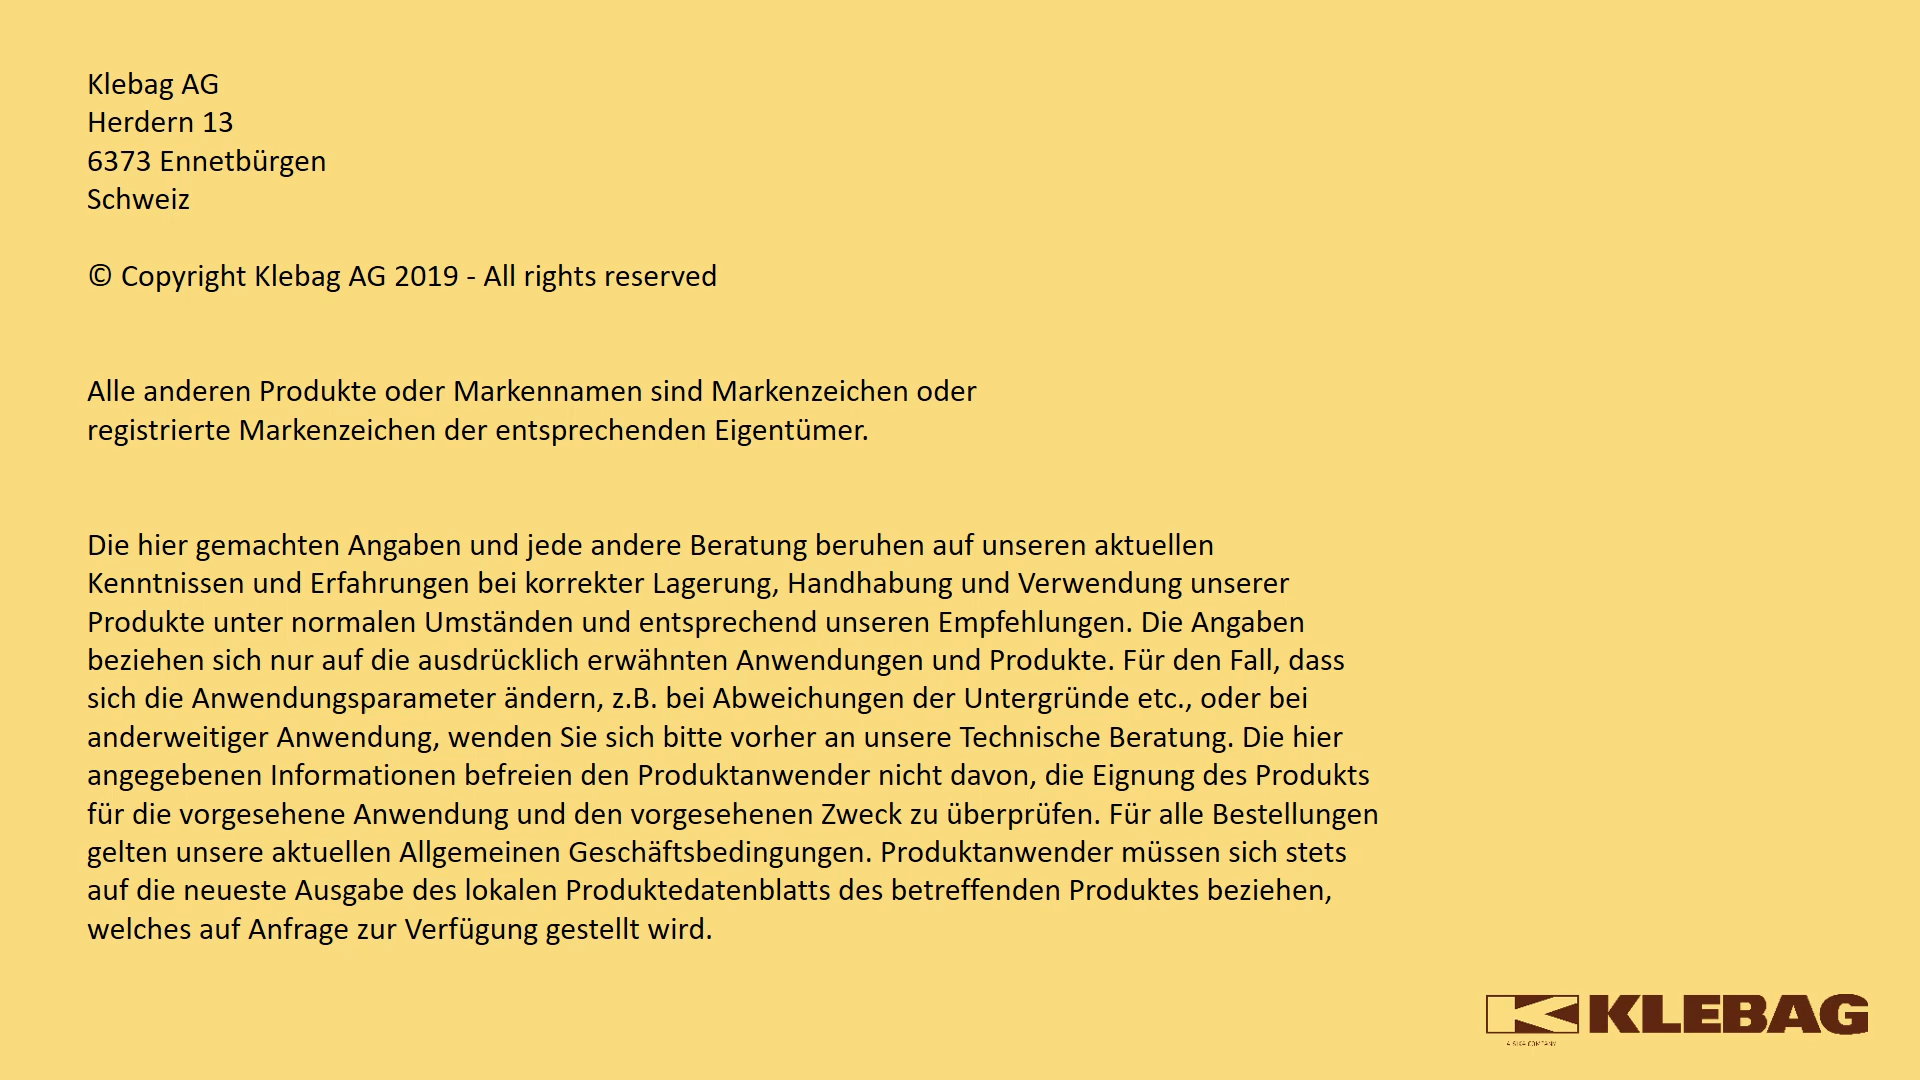 Klebag AG
Herdern 13
6373 Ennetbürgen
Schweiz
© Copyright Klebag AG 2019 - All rights reserved
Alle anderen Produkte oder Markennamen sind Markenzeichen oder
registrierte Markenzeichen der entsprechenden Eigentümer.
Die hier gemachten Angaben und jede andere Beratung beruhen auf unseren aktuellen
Kenntnissen und Erfahrungen bei korrekter Lagerung, Handhabung und Verwendung unserer
Produkte unter normalen Umständen und entsprechend unseren Empfehlungen. Die Angaben
beziehen sich nur auf die ausdrücklich erwähnten Anwendungen und Produkte. Für den Fall, dass
sich die Anwendungsparameter ändern, z.B. bei Abweichungen der Untergründe etc., oder bei
anderweitiger Anwendung, wenden Sie sich bitte vorher an unsere Technische Beratung. Die hier
angegebenen Informationen befreien den Produktanwender nicht davon, die Eignung des Produkts
für die vorgesehene Anwendung und den vorgesehenen Zweck zu überprüfen. Für alle Bestellungen
gelten unsere aktuellen Allgemeinen Geschäftsbedingungen. Produktanwender müssen sich stets
auf die neueste Ausgabe des lokalen Produktedatenblatts des betreffenden Produktes beziehen,
welches auf Anfrage zur Verfügung gestellt wird.
KLEBAG
A SIKA COMPANY